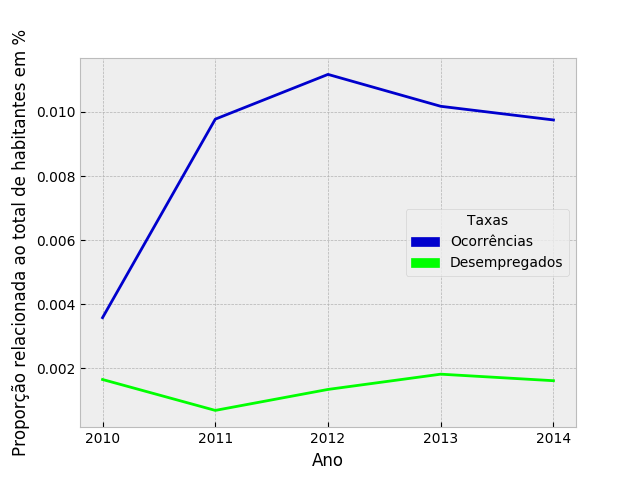 Proporção relacionada ao total de habitantes em %
0.010
0.008
0.006
0.004
0.002
Taxas
Ocorrências
Desempregados
2010 2011 2012 2013 2014
Ano